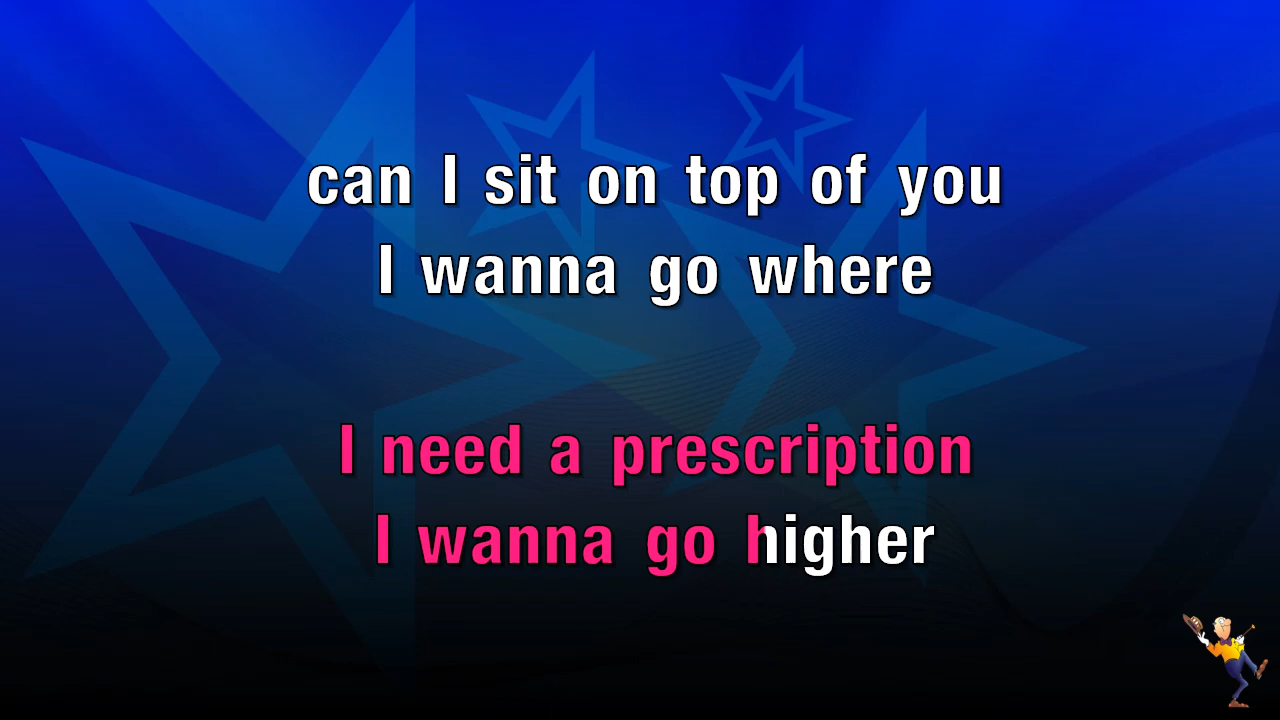 can I sit on top of you
I wanna go where
I need a prescription
I wanna go higher